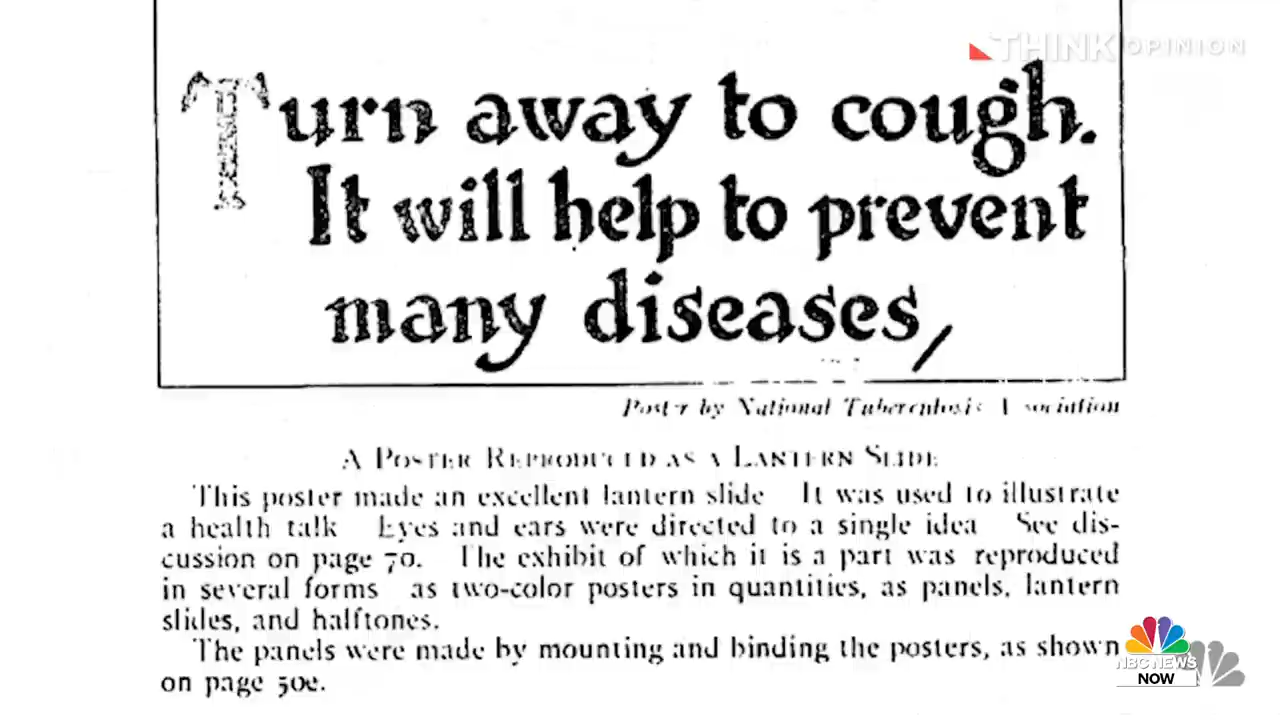 THINK OPINION
Turn away to cough.
It will help to prevent
many diseases,
Poster by National Tuberculosis Association
A POSTER REPRODUCED AS A LANTERN SLIDE
This poster made an excellent lantern slide It was used to illustrate
a health talk Eyes and ears were directed to a single idea See dis-
cussion on page 70. The exhibit of which it is a part was reproduced
in several forms as two-color posters in quantities, as panels, lantern
slides, and halftones.
The panels were made by mounting and binding the posters, as shown
on page 50e.
NBC NEWS
NOW